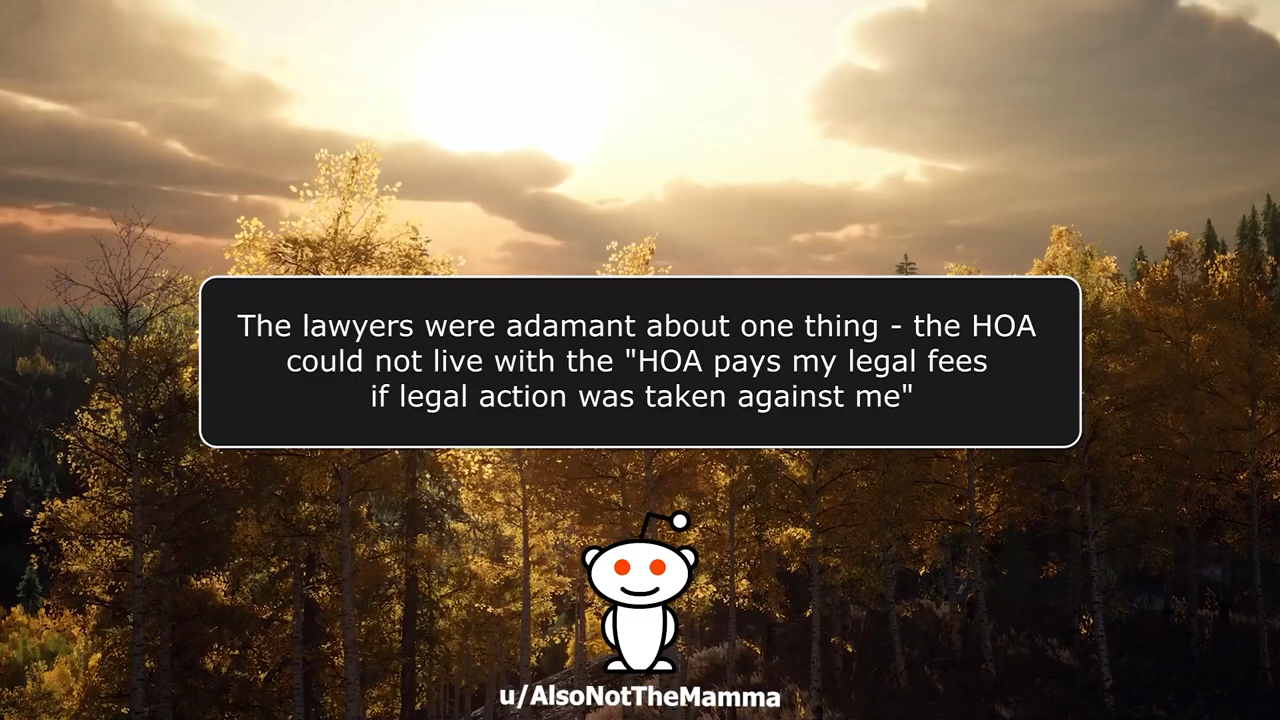 The lawyers were adamant about one thing - the HOA
could not live with the "HOA pays my legal fees
if legal action was taken against me"
u/AlsoNotTheMamma